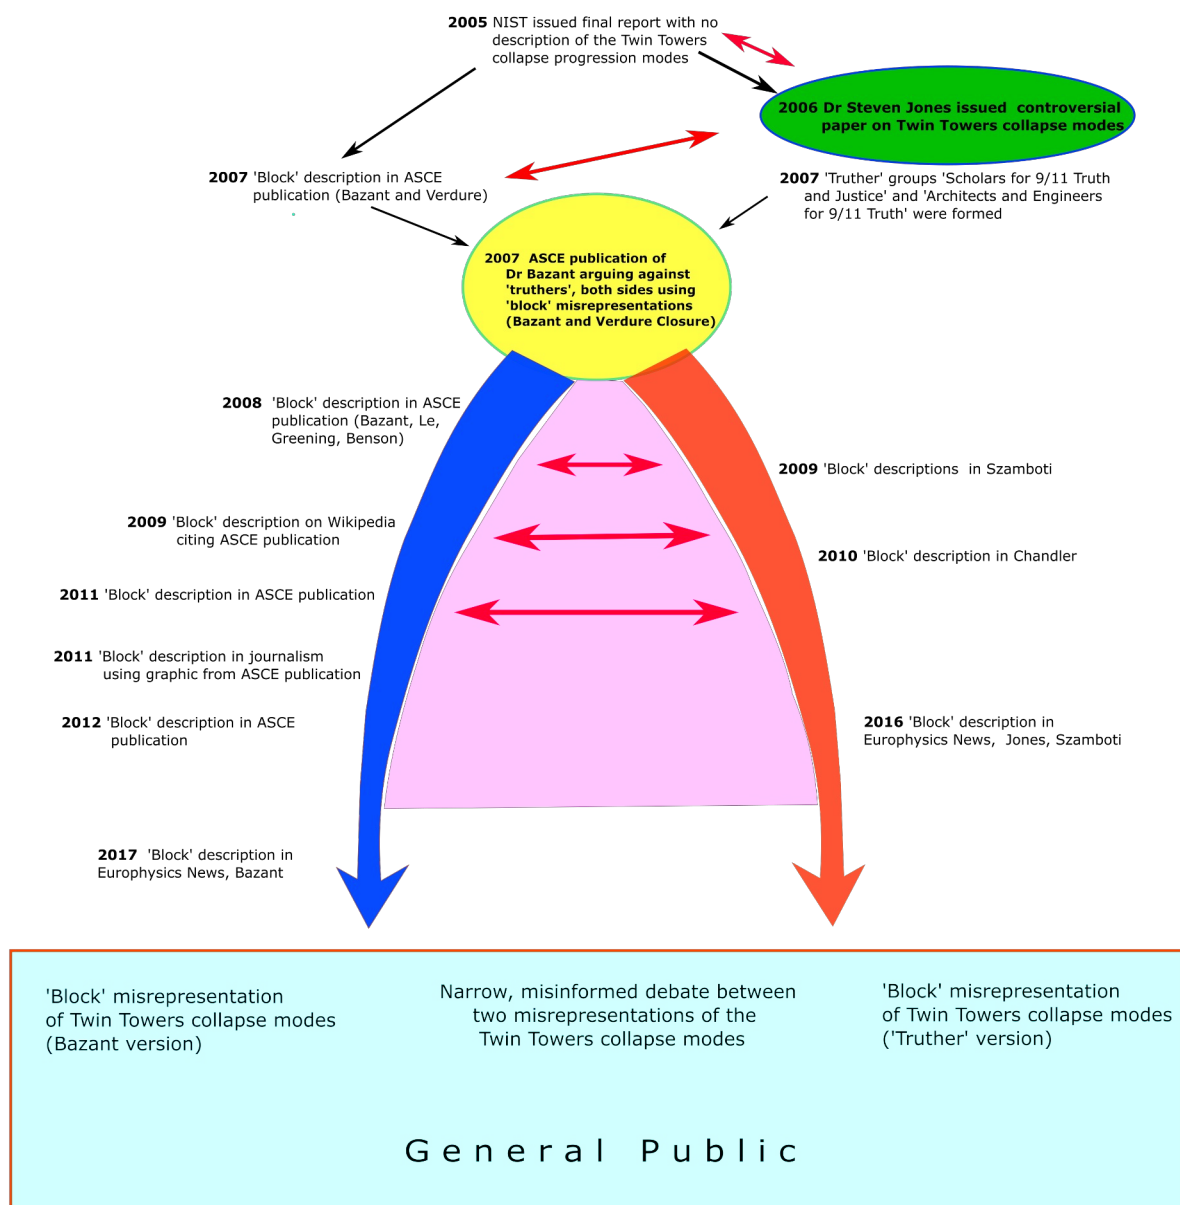 2005 NIST issued final report with no
description of the Twin Towers
collapse progression modes
2006 Dr Steven Jones issued controversial
paper on Twin Towers collapse modes
2007 'Block' description in ASCE
publication (Bazant and Verdure)
2007 'Truther' groups 'Scholars for 9/11 Truth
and Justice' and 'Architects and Engineers
for 9/11 Truth' were formed
2007 ASCE publication of
Dr Bazant arguing against
'truthers', both sides using
'block' misrepresentations
(Bazant and Verdure Closure)
2008 'Block' description in ASCE
publication (Bazant, Le,
Greening, Benson)
2009 'Block' descriptions in Szamboti
2009 'Block' description on Wikipedia
citing ASCE publication
2010 'Block' description in Chandler
2011 'Block' description in ASCE publication
2011 'Block' description in journalism
using graphic from ASCE publication
2012 'Block' description in ASCE
publication
2016 'Block' description in
Europhysics News, Jones, Szamboti
2017 'Block' description in
Europhysics News, Bazant
'Block' misrepresentation
of Twin Towers collapse modes
(Bazant version)
Narrow, misinformed debate between
two misrepresentations of the
Twin Towers collapse modes
'Block' misrepresentation
of Twin Towers collapse modes
('Truther' version)
General Public